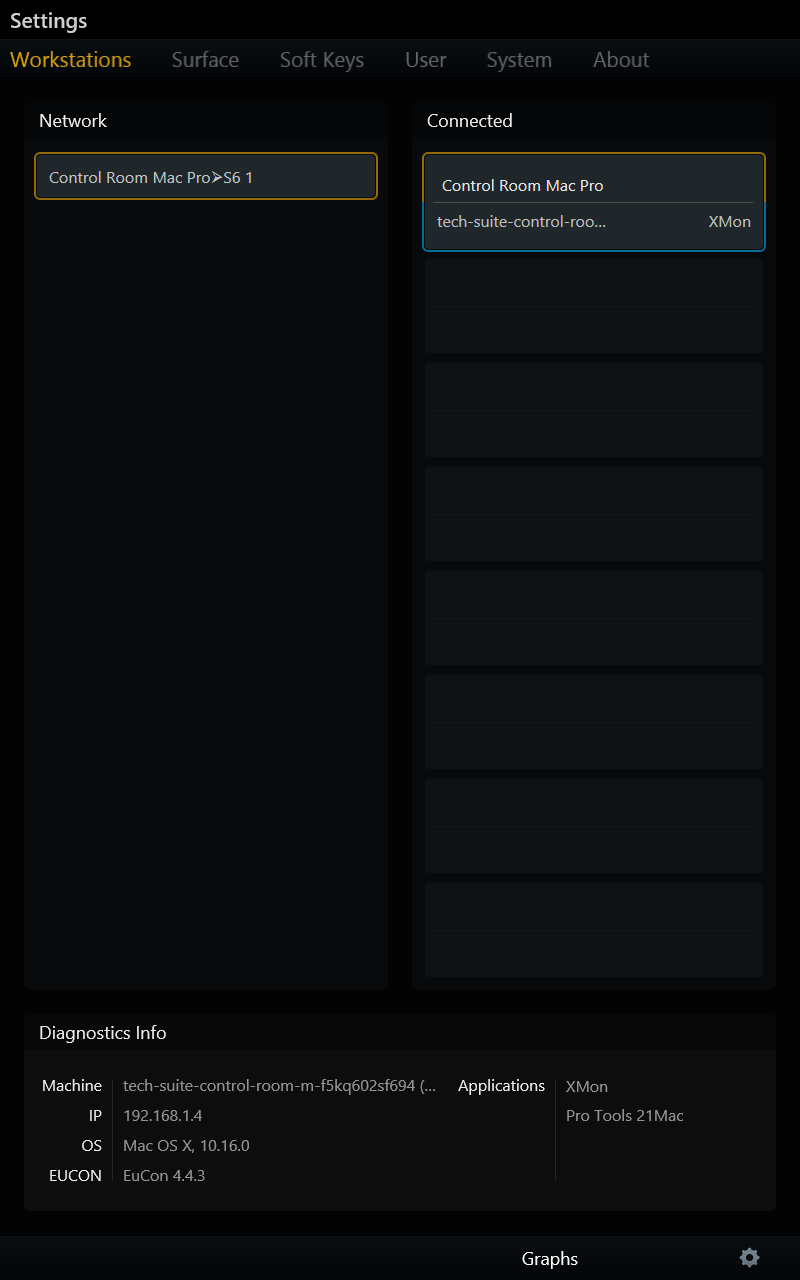 Settings
Workstations Surface Soft Keys User System About
Network
Control Room Mac Pro➢S6 1
Connected
Control Room Mac Pro
tech-suite-control-roo... XMon
Diagnostics Info
Machine tech-suite-control-room-m-f5kq602sf694 (...
IP 192.168.1.4
OS Mac OS X, 10.16.0
EUCON EuCon 4.4.3
Applications XMon
Pro Tools 21Mac
Graphs